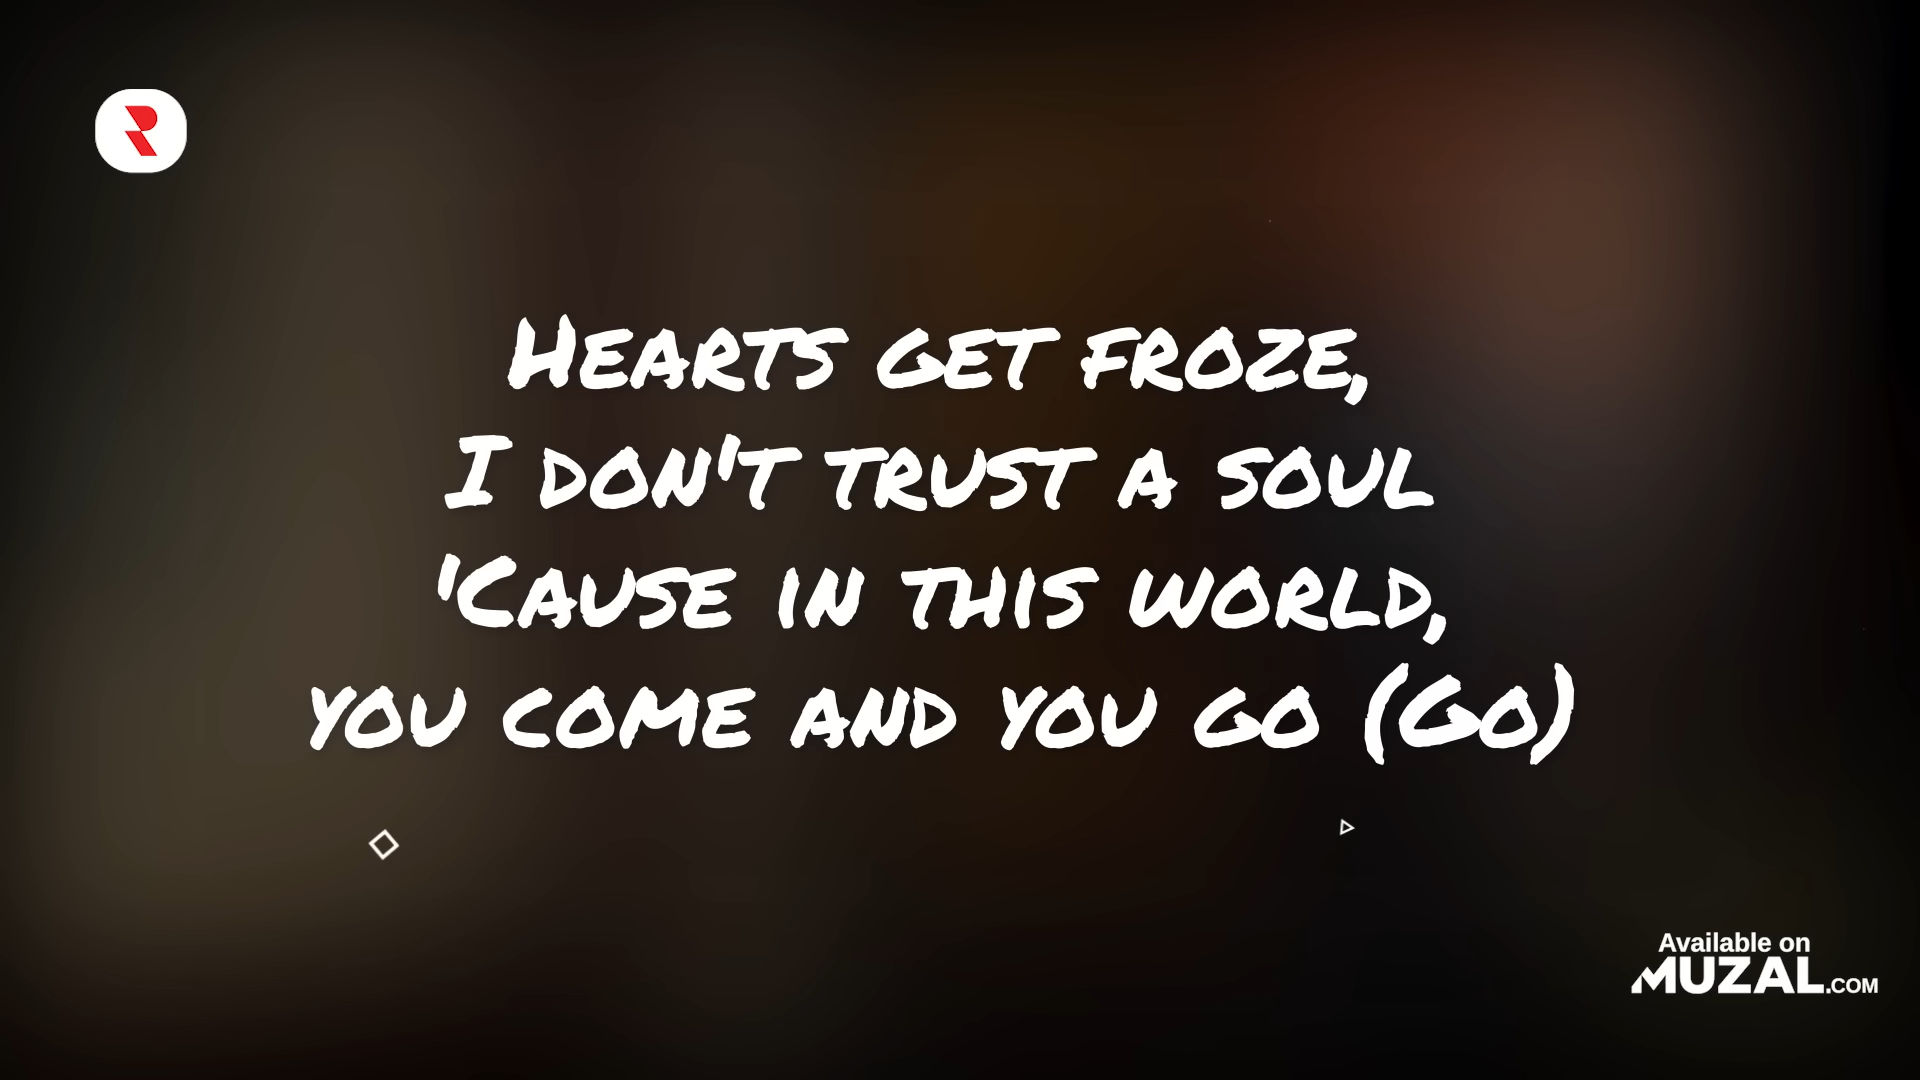 R
Hearts get froze,
I don't trust a soul
'Cause in this world,
you come and you go (Go)
Available on
MUZAL.COM